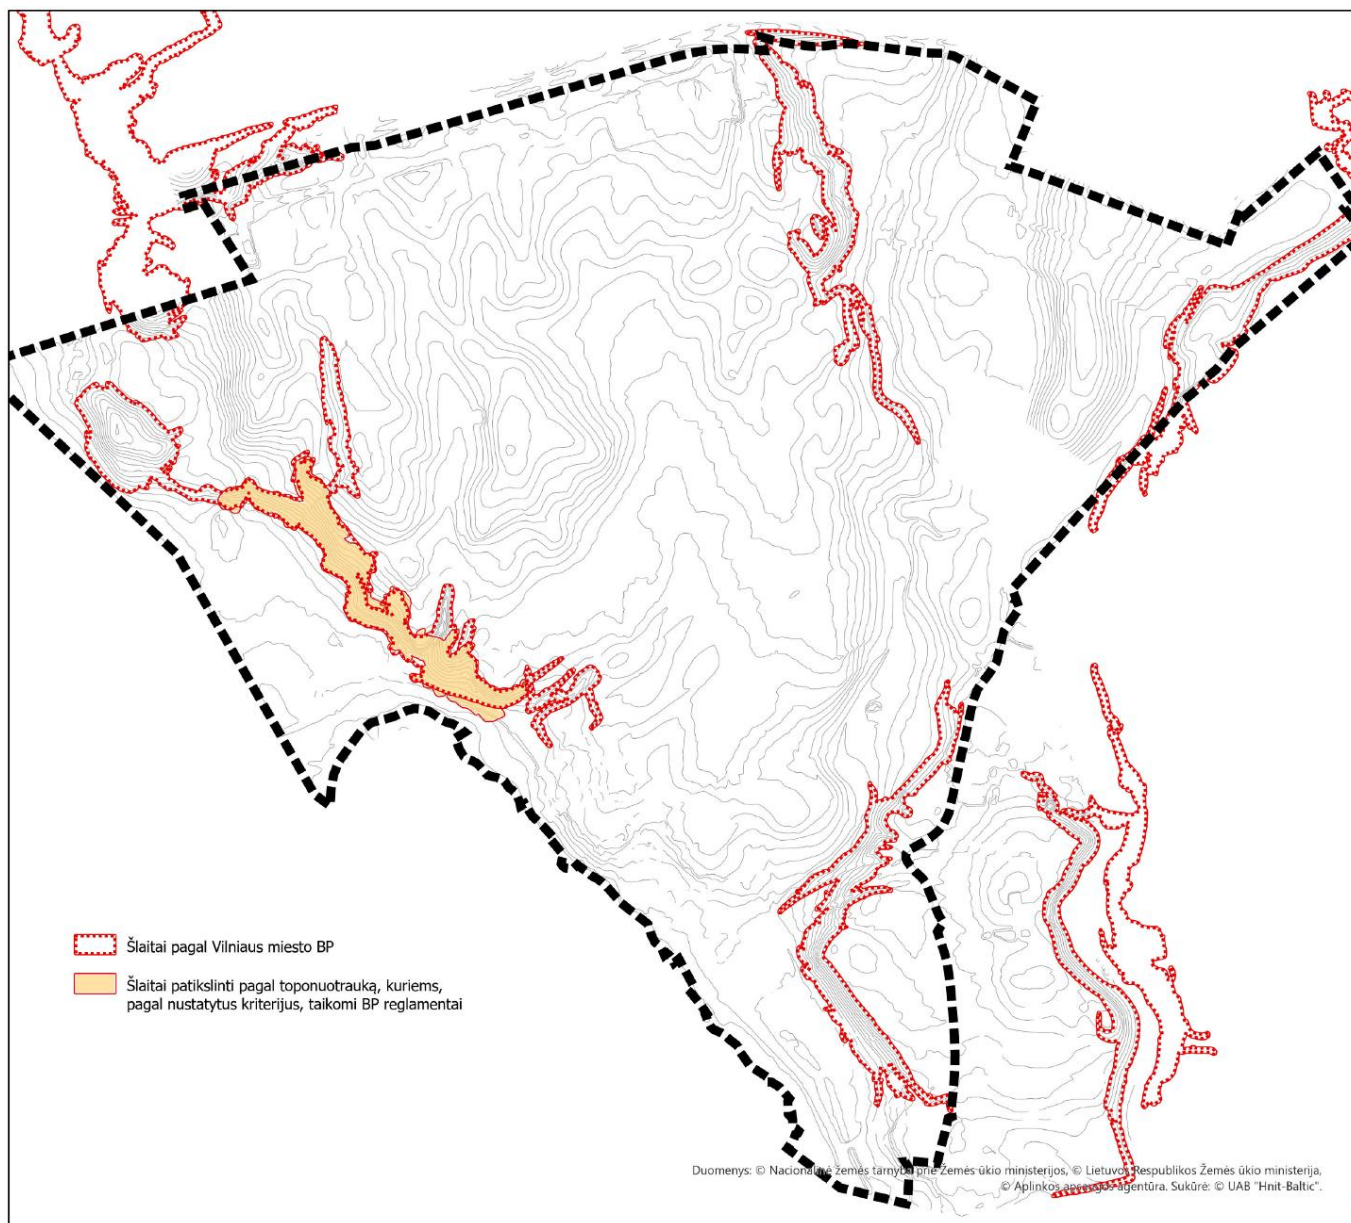 Šlaitai pagal Vilniaus miesto BP
Šlaitai patikslinti pagal toponuotrauką, kuriems,
pagal nustatytus kriterijus, taikomi BP reglamentai
Duomenys: © Nacionalinė žemės tarnyba prie Žemės ūkio ministerijos, © Lietuvos Respublikos Žemės ūkio ministerija,
© Aplinkos apsaugos agentūra. Sukūrė: © UAB "Hnit-Baltic".